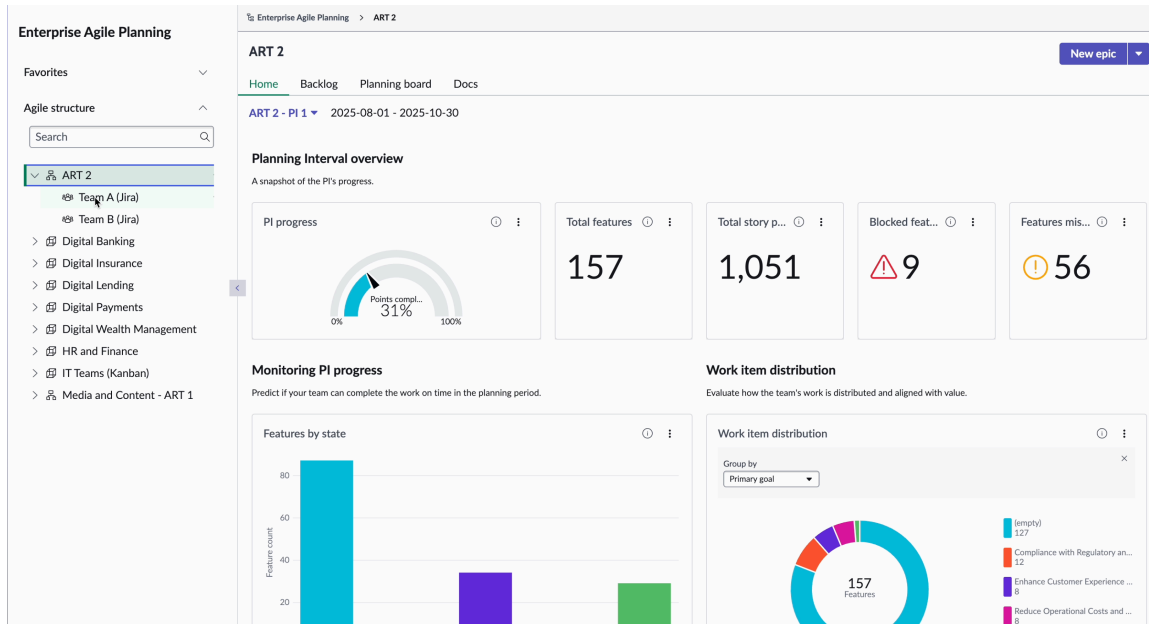 Enterprise Agile Planning
Favorites
Agile structure
Search
ART 2
Team A (Jira)
Team B (Jira)
Digital Banking
Digital Insurance
Digital Lending
Digital Payments
Digital Wealth Management
HR and Finance
IT Teams (Kanban)
Media and Content - ART 1
Enterprise Agile Planning > ART 2
ART 2
New epic
Home Backlog Planning board Docs
ART 2 - PI 1 2025-08-01 - 2025-10-30
Planning Interval overview
A snapshot of the PI's progress.
PI progress
Points compl...
31%
0% 100%
Total features
157
Total story p...
1,051
Blocked feat...
9
Features mis...
56
Monitoring PI progress
Predict if your team can complete the work on time in the planning period.
Features by state
Feature count
80
60
40
20
Work item distribution
Evaluate how the team's work is distributed and aligned with value.
Work item distribution
Group by
Primary goal
157
Features
(empty)
127
Compliance with Regulatory an...
12
Enhance Customer Experience ...
8
Reduce Operational Costs and ...
8